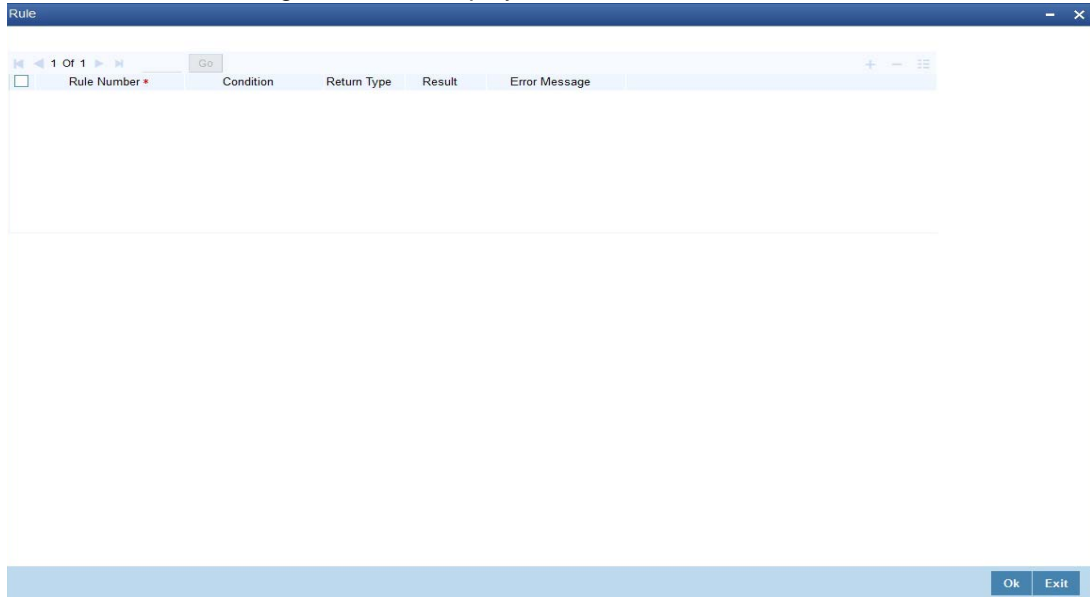 Rule
1 Of 1 Go
Rule Number * Condition Return Type Result Error Message
Ok Exit